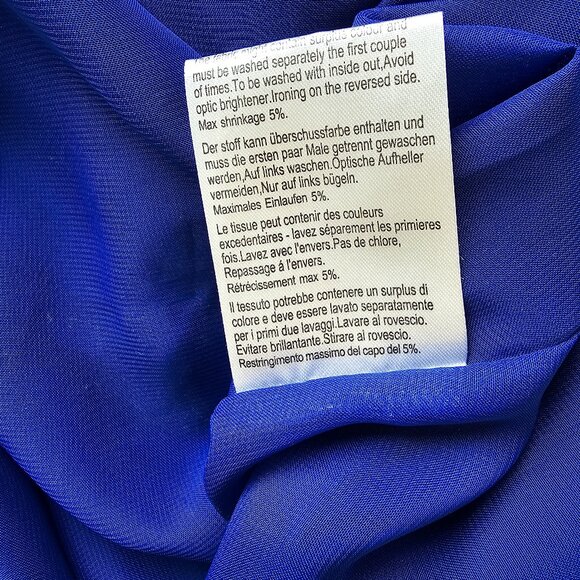 surplus colour and
must be washed separately the first couple
of times.To be washed with inside out,Avoid
optic brightener.Ironing on the reversed side.
Max shrinkage 5%.
Der stoff kann überschussfarbe enthalten und
muss die ersten paar Male getrennt gewaschen
werden,Auf links waschen.Optische Aufheller
vermeiden,Nur auf links bügeln.
Maximales Einlaufen 5%.
Le tissue peut contenir des couleurs
excedentaires - lavez séparement les primieres
fois.Lavez avec l'envers.Pas de chlore,
Repassage á l'envers.
Rétrécissement max 5%.
Il tessuto potrebbe contenere un surplus di
colore e deve essere lavato separatamente
per i primi due lavaggi.Lavare al rovescio.
Evitare brillantante.Stirare al rovescio.
Restringimento massimo del capo del 5%.